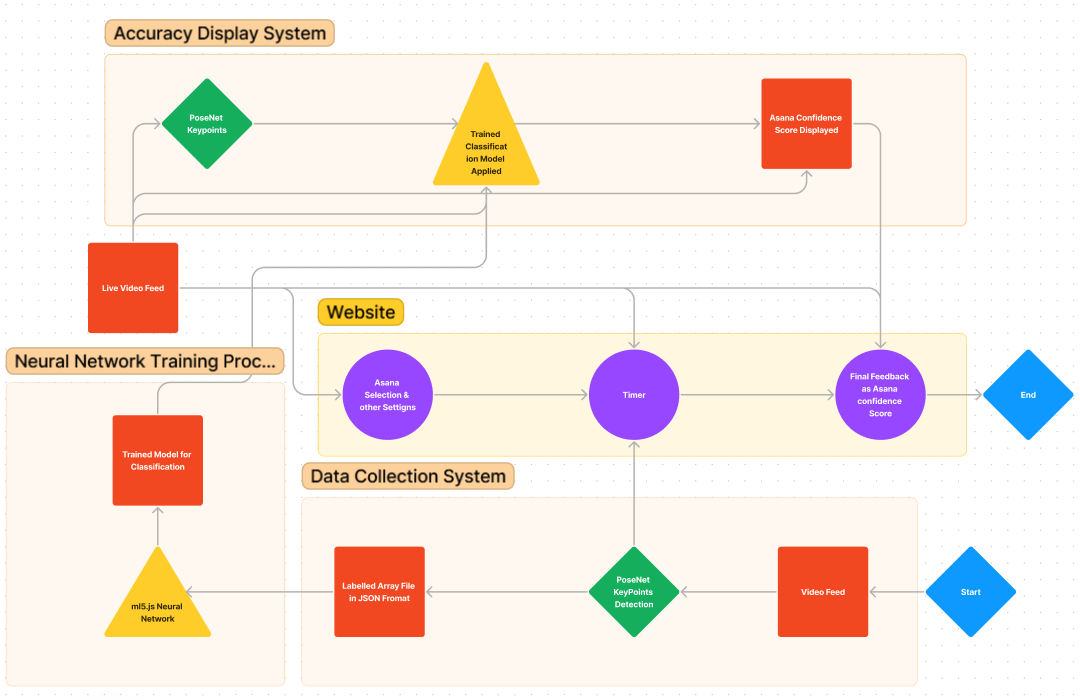 Accuracy Display System
PoseNet
Keypoints
Trained
Classificat
ion Model
Applied
Asana Confidence
Score Displayed
Live Video Feed
Website
Neural Network Training Proc...
Asana
Selection &
other Settigns
Timer
Final Feedback
as Asana
confidence
Score
End
Trained Model for
Classification
Data Collection System
ml5.js Neural
Network
Labelled Array File
in JSON Fromat
PoseNet
KeyPoints
Detection
Video Feed
Start